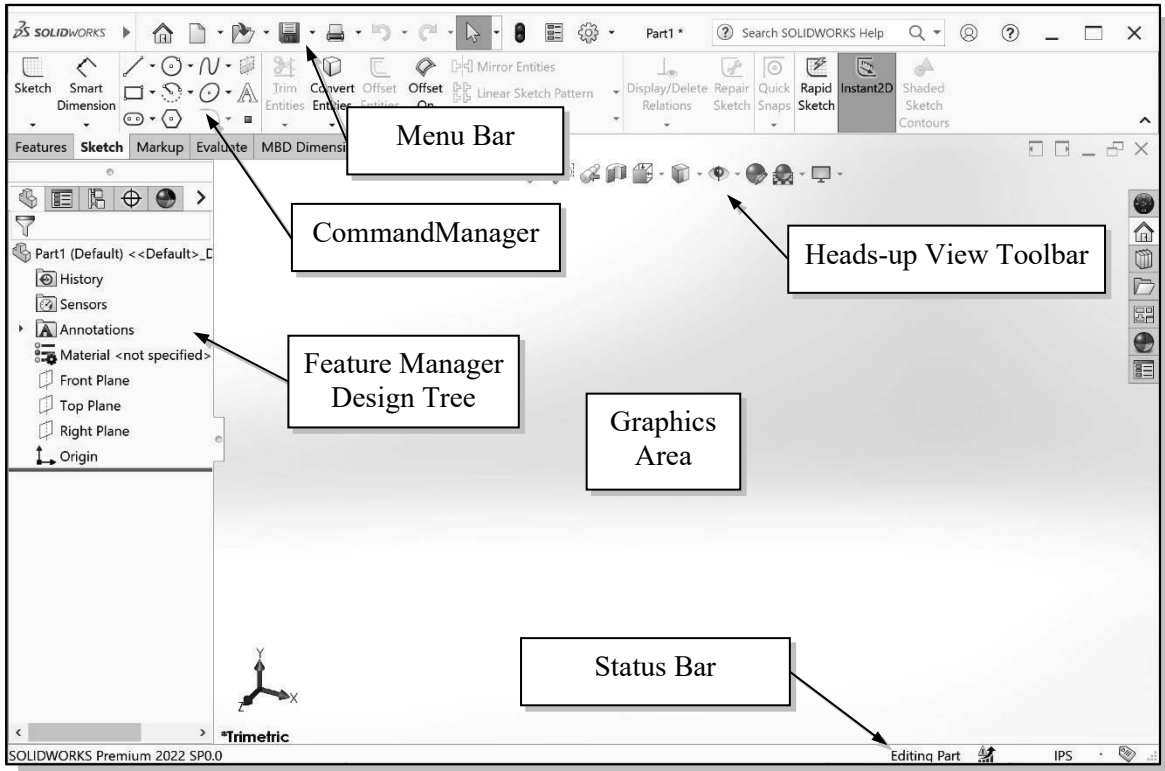 3S SOLIDWORKS
Part1 *
Search SOLIDWORKS Help
Sketch
Smart
Dimension
Trim
Entities
Convert
Entities
Offset
Entities
Offset
On
Mirror Entities
Linear Sketch Pattern
Display/Delete
Relations
Repair
Sketch
Quick
Snaps
Rapid
Sketch
Instant2D
Shaded
Sketch
Contours
Menu Bar
Features Sketch Markup Evaluate MBD Dimensi
CommandManager
Heads-up View Toolbar
Part1 (Default) <<Default>_D
History
Sensors
Annotations
Material <not specified>
Front Plane
Top Plane
Right Plane
Origin
Feature Manager
Design Tree
Graphics
Area
Status Bar
Y
X
Z
*Trimetric
SOLIDWORKS Premium 2022 SP0.0
Editing Part
IPS